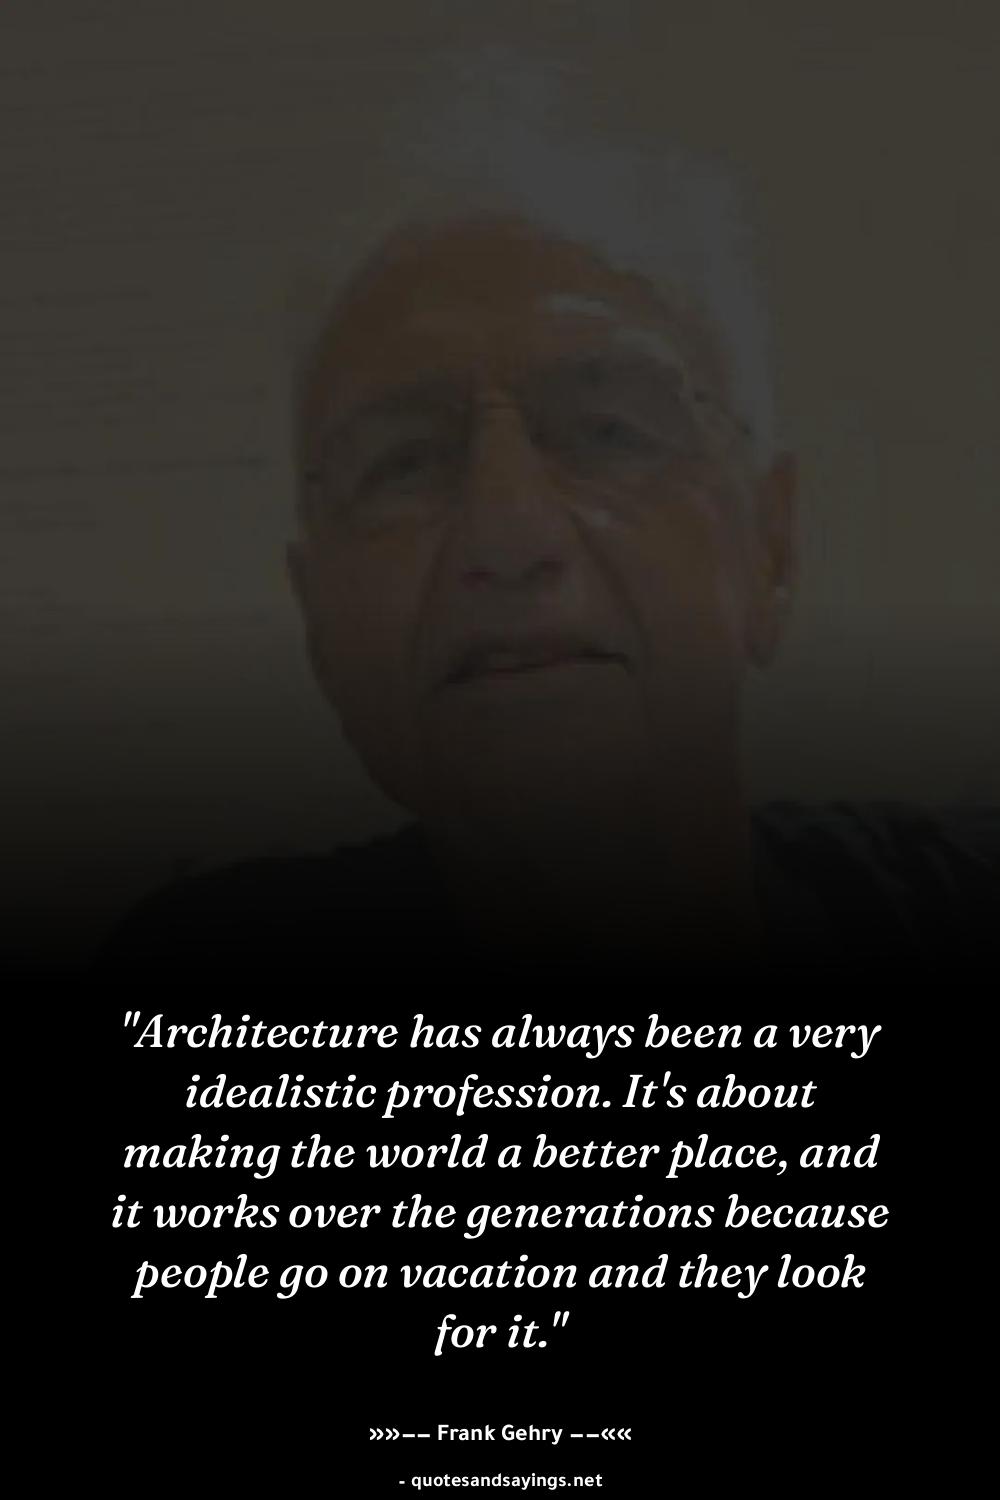 "Architecture has always been a very
idealistic profession. It's about
making the world a better place, and
it works over the generations because
people go on vacation and they look
for it."
»»–– Frank Gehry ––««
- quotesandsayings.net